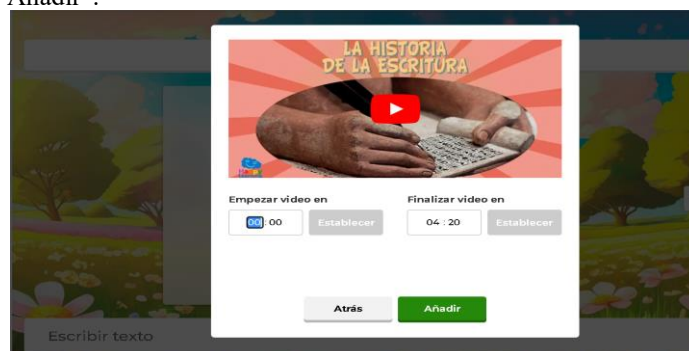 Añadir".
LA HISTORIA
DE LA ESCRITURA
Empezar video en
Finalizar video en
00 : 00 Establecer
04 : 20 Establecer
Atrás
Añadir
Escribir texto